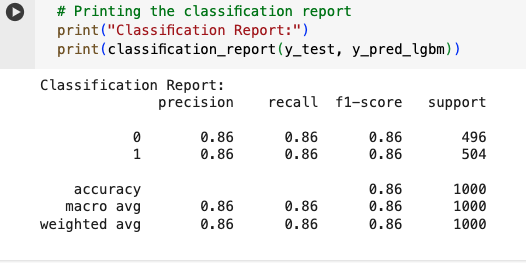 # Printing the classification report
print("Classification Report:")
print(classification_report(y_test, y_pred_lgbm))
Classification Report:
precision recall f1-score support
0 0.86 0.86 0.86 496
1 0.86 0.86 0.86 504
accuracy 0.86 1000
macro avg 0.86 0.86 0.86 1000
weighted avg 0.86 0.86 0.86 1000